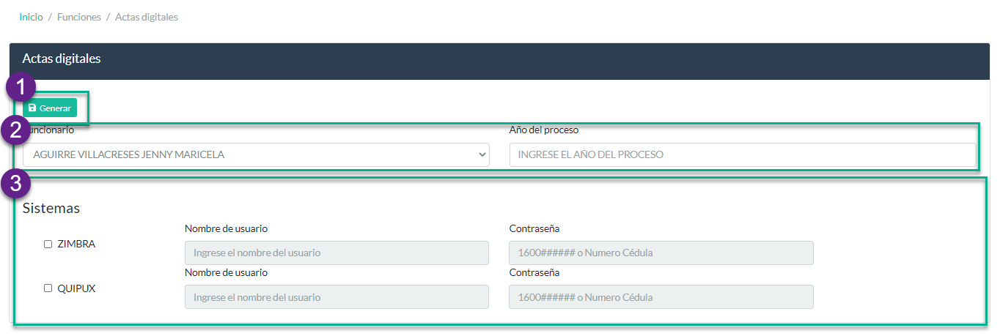 Inicio / Funciones / Actas digitales
Actas digitales
1
Generar
2
uncionario Año del proceso
AGUIRRE VILLACRESES JENNY MARICELA INGRESE EL AÑO DEL PROCESO
3
Sistemas
Nombre de usuario Contraseña
ZIMBRA Ingrese el nombre del usuario 1600###### o Numero Cédula
Nombre de usuario Contraseña
QUIPUX Ingrese el nombre del usuario 1600###### o Numero Cédula